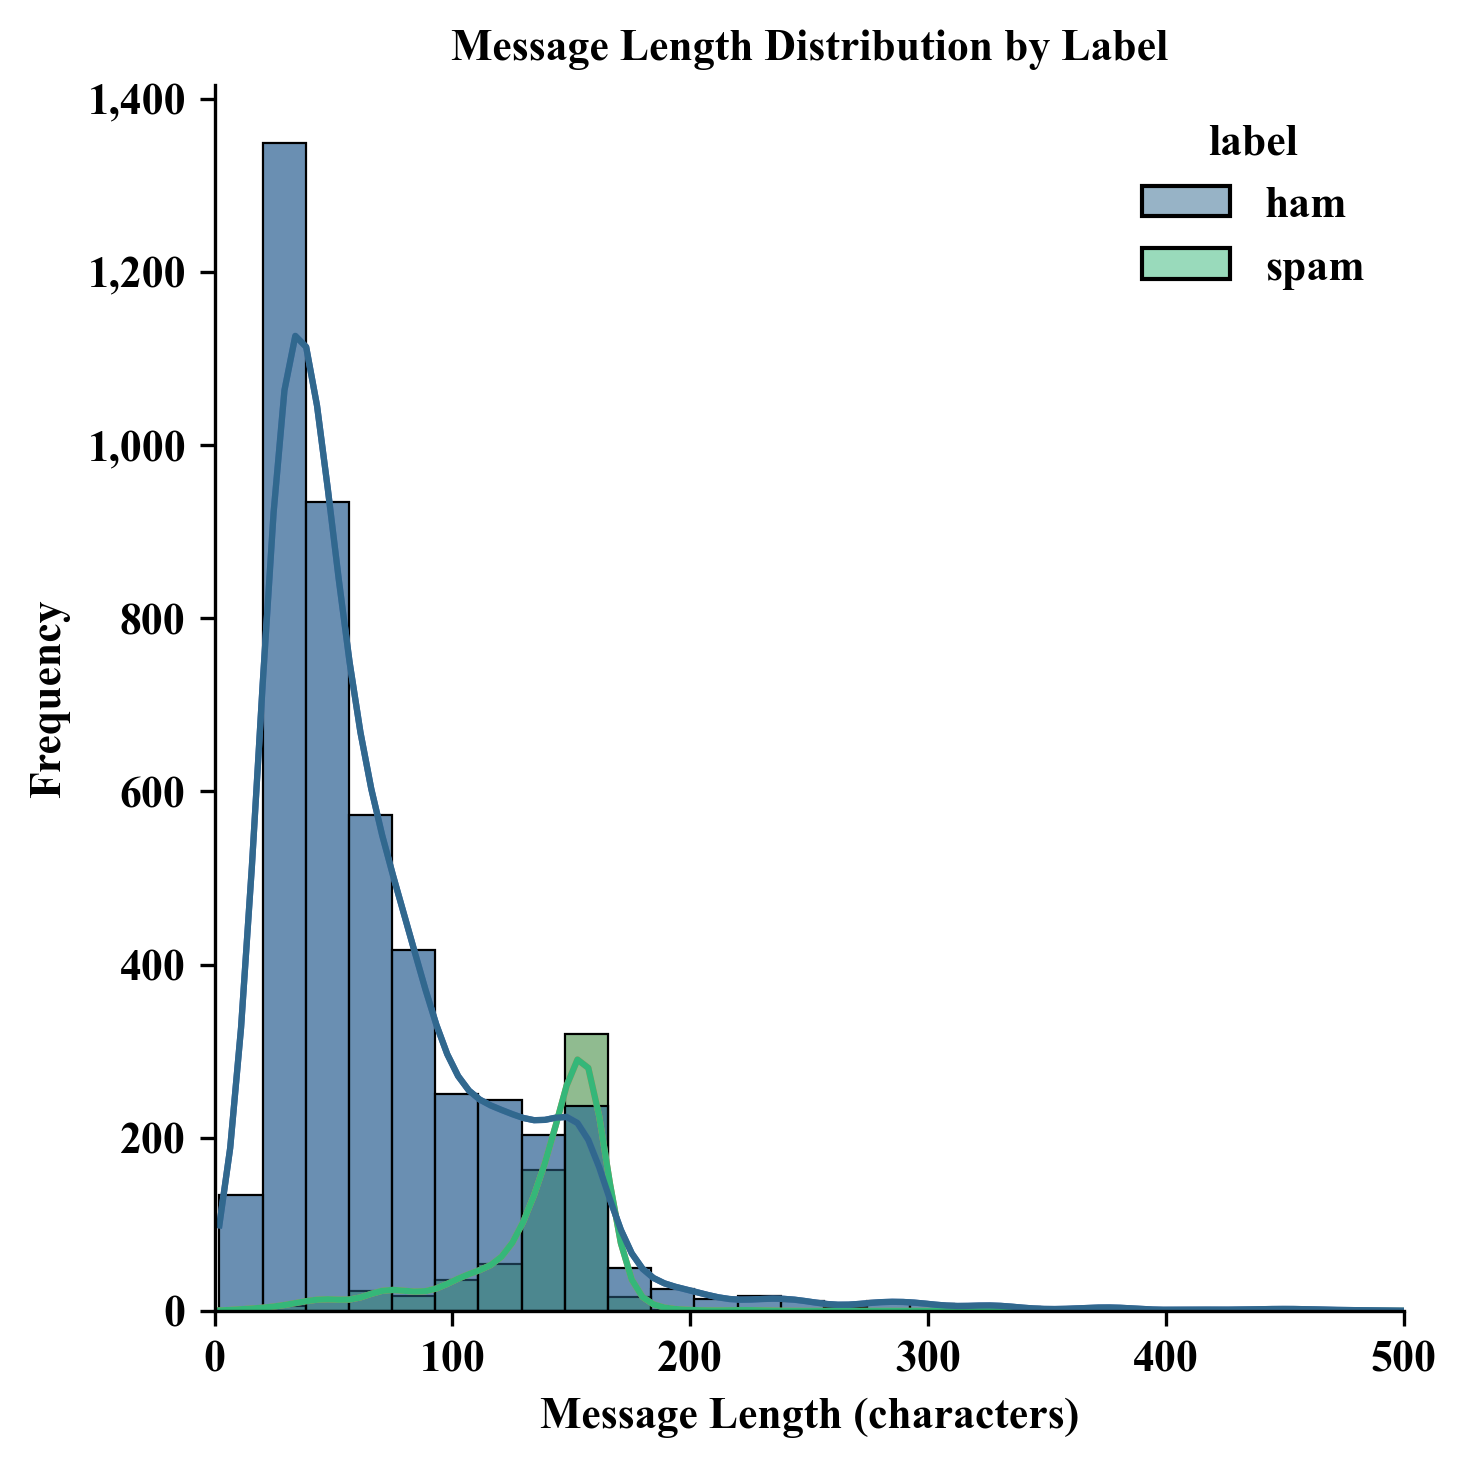 Message Length Distribution by Label
label
ham
spam
Frequency
1,400
1,200
1,000
800
600
400
200
0
0 100 200 300 400 500
Message Length (characters)